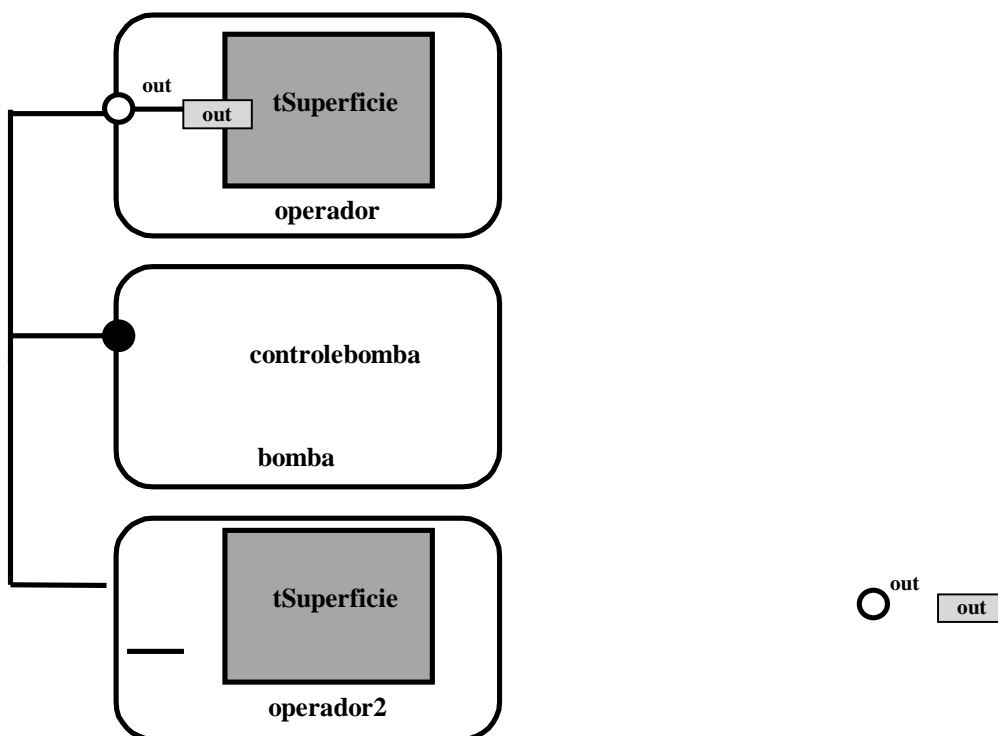 out
out
tSuperficie
operador
controlebomba
bomba
tSuperficie
operador2
out
out